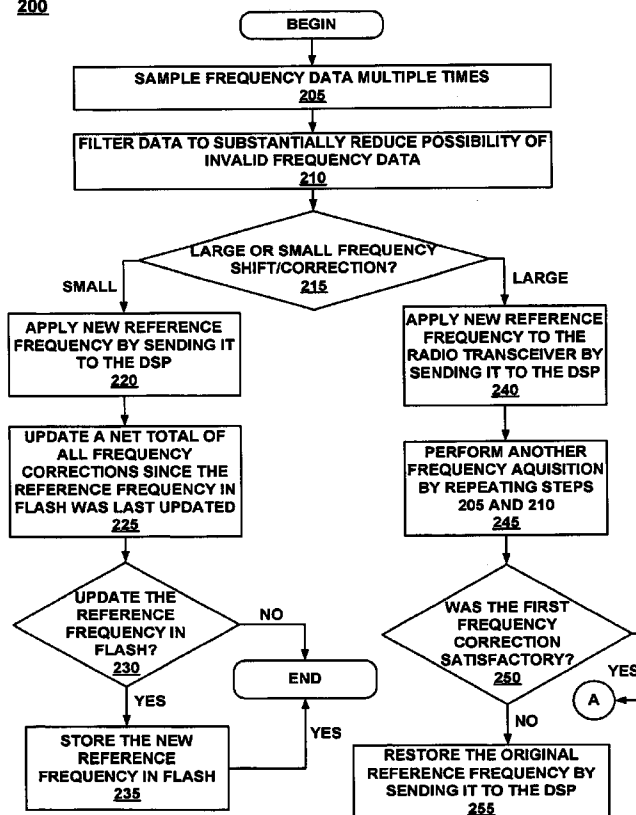 200
BEGIN
SAMPLE FREQUENCY DATA MULTIPLE TIMES
205
FILTER DATA TO SUBSTANTIALLY REDUCE POSSIBILITY OF
INVALID FREQUENCY DATA
210
LARGE OR SMALL FREQUENCY
SHIFT/CORRECTION?
215
SMALL
LARGE
APPLY NEW REFERENCE
FREQUENCY BY SENDING IT
TO THE DSP
220
UPDATE A NET TOTAL OF
ALL FREQUENCY
CORRECTIONS SINCE THE
REFERENCE FREQUENCY IN
FLASH WAS LAST UPDATED
225
UPDATE THE
REFERENCE
FREQUENCY IN
FLASH?
230
NO
END
YES
STORE THE NEW
REFERENCE
FREQUENCY IN FLASH
235
YES
APPLY NEW REFERENCE
FREQUENCY TO THE
RADIO TRANSCEIVER BY
SENDING IT TO THE DSP
240
PERFORM ANOTHER
FREQUENCY AQUISITION
BY REPEATING STEPS
205 AND 210
245
WAS THE FIRST
FREQUENCY
CORRECTION
SATISFACTORY?
250
YES
A
NO
RESTORE THE ORIGINAL
REFERENCE FREQUENCY BY
SENDING IT TO THE DSP
255